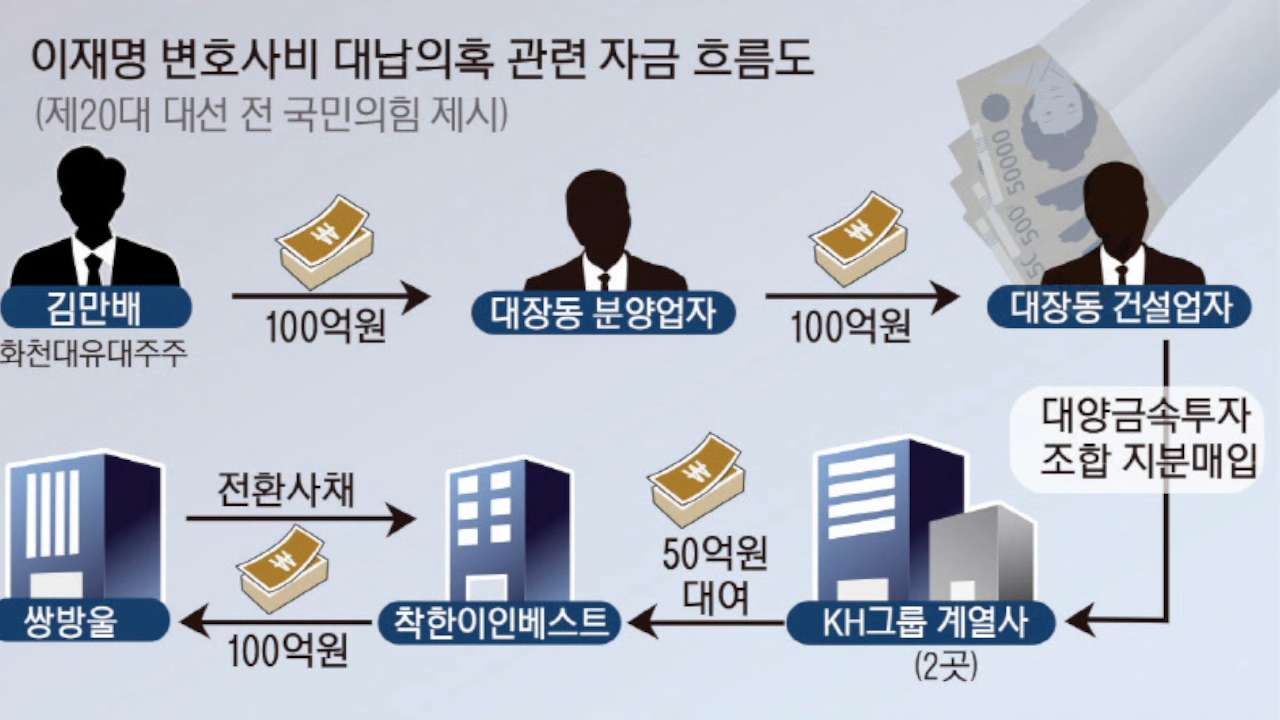 이재명 변호사비 대납의혹 관련 자금 흐름도
(제20대 대선 전 국민의힘 제시)
50000
500
50
김만배
화천대유대주주
100억원
대장동 분양업자
100억원
대장동 건설업자
대양금속투자
조합 지분매입
쌍방울
전환사채
100억원
착한이인베스트
50억원
대여
KH그룹 계열사
(2곳)